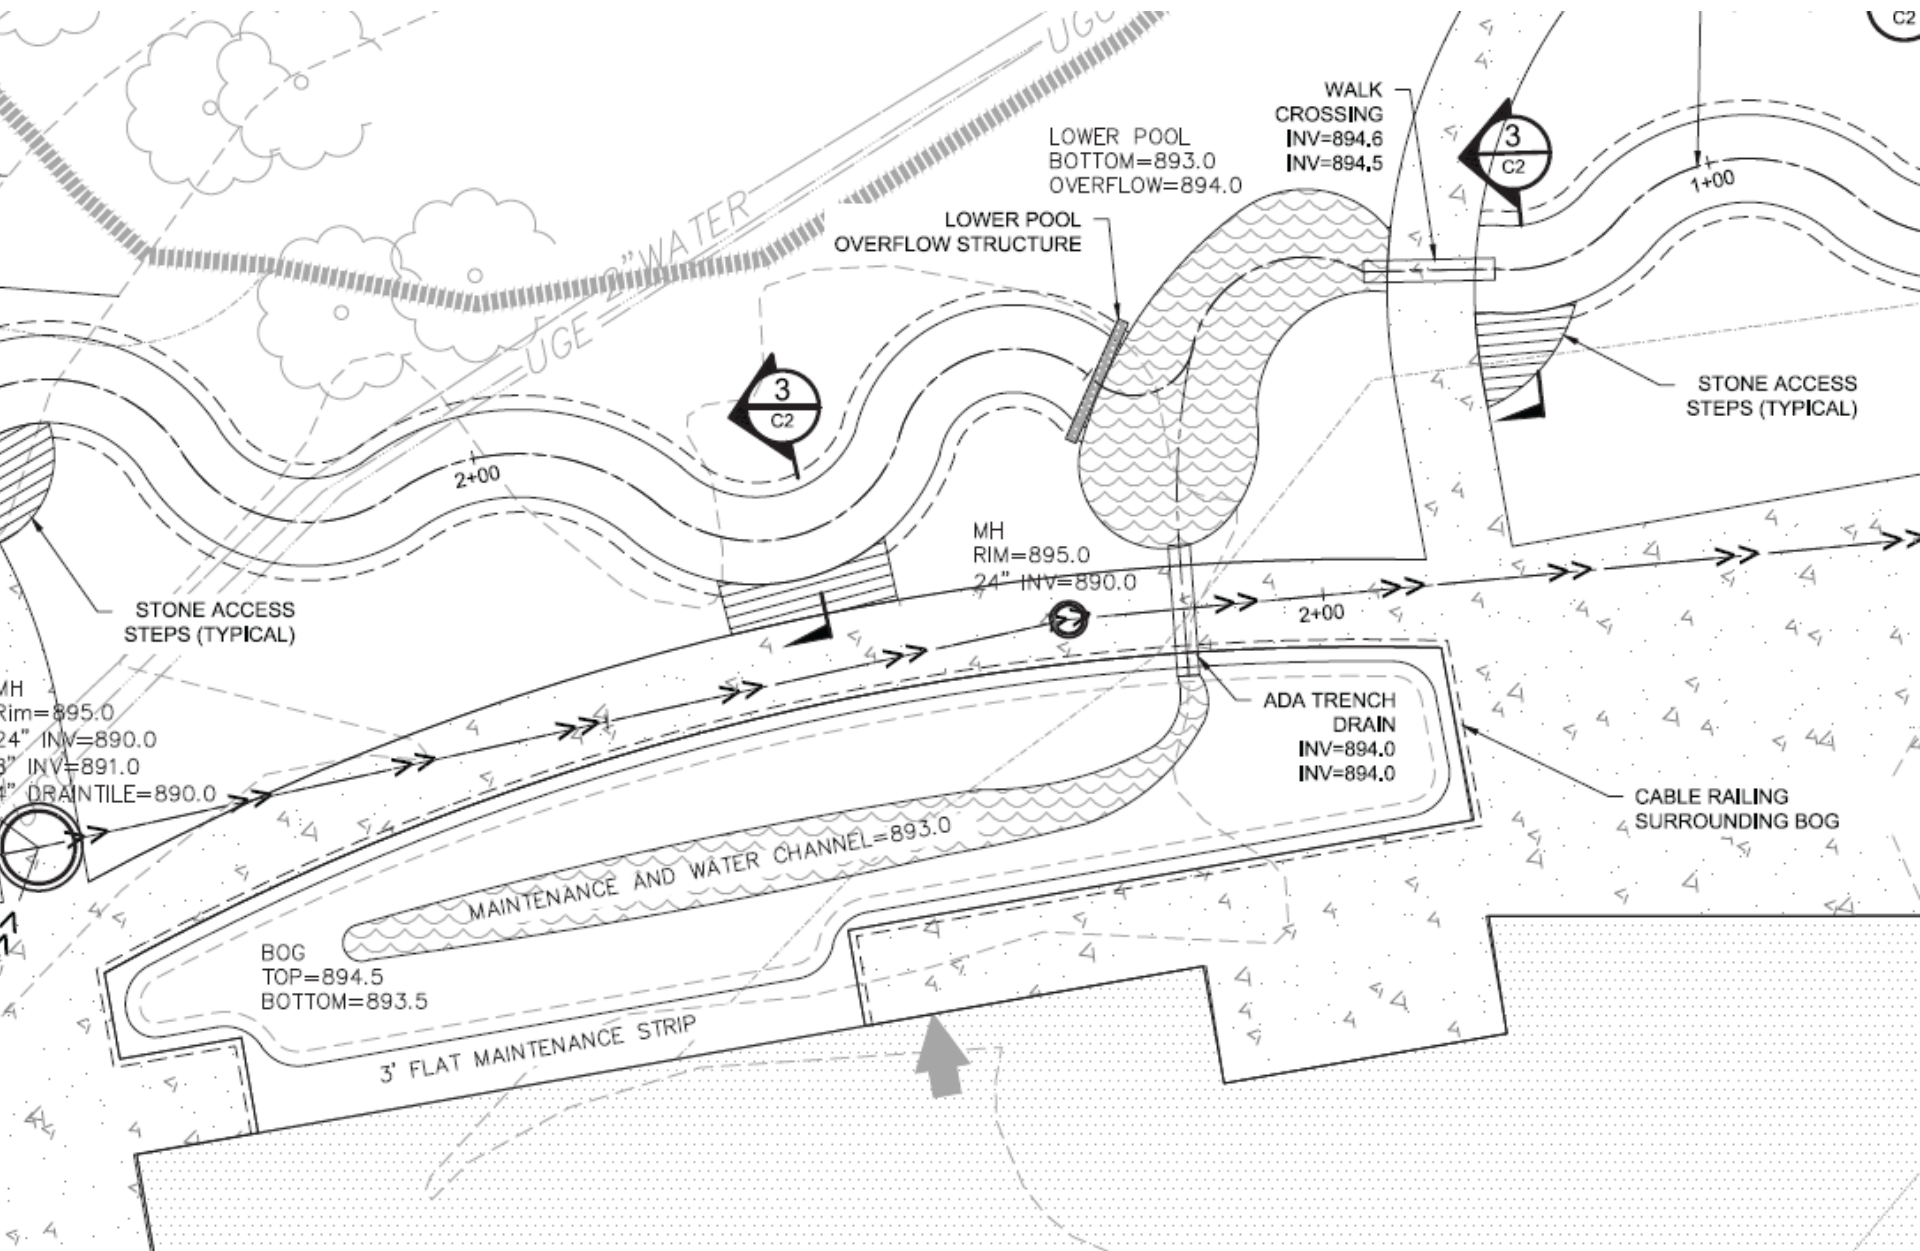 C2
UGE
WALK
CROSSING
INV=894.6
INV=894.5
3
C2
LOWER POOL
BOTTOM=893.0
OVERFLOW=894.0
1+00
LOWER POOL
OVERFLOW STRUCTURE
2" WATER
UGE
STONE ACCESS
STEPS (TYPICAL)
3
C2
2+00
MH
RIM=895.0
24" INV=890.0
STONE ACCESS
STEPS (TYPICAL)
2+00
MH
Rim=895.0
24" INV=890.0
INV=891.0
DRAINTILE=890.0
ADA TRENCH
DRAIN
INV=894.0
INV=894.0
CABLE RAILING
SURROUNDING BOG
MAINTENANCE AND WATER CHANNEL=893.0
BOG
TOP=894.5
BOTTOM=893.5
3' FLAT MAINTENANCE STRIP